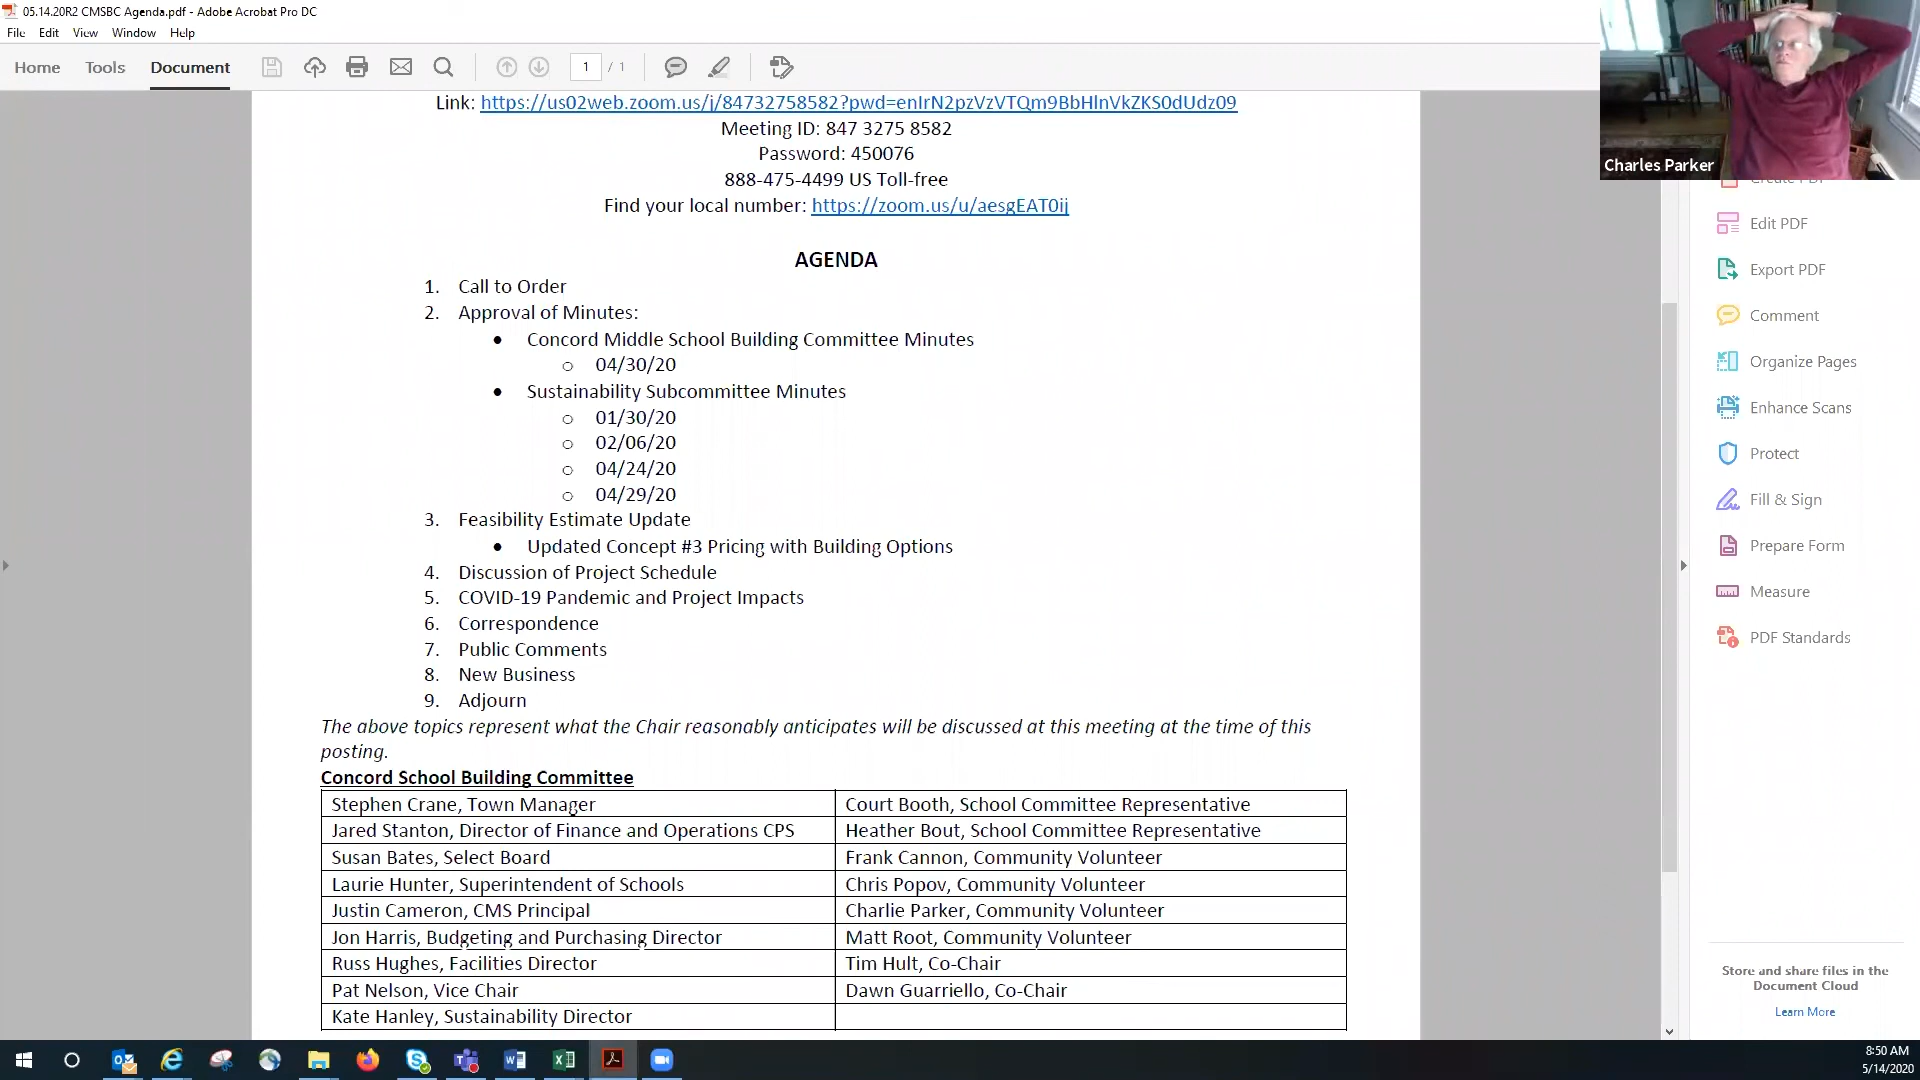 05.14.20R2 CMSBC Agenda.pdf - Adobe Acrobat Pro DC
File Edit View Window Help
Home Tools Document 1 / 1
Link: https://us02web.zoom.us/j/84732758582?pwd=enIrN2pzVzVTQm9BbHlnVkZKS0dUdz09
Meeting ID: 847 3275 8582
Password: 450076
888-475-4499 US Toll-free
Find your local number: https://zoom.us/u/aesgEAT0ij
AGENDA
1. Call to Order
2. Approval of Minutes:
• Concord Middle School Building Committee Minutes
o 04/30/20
• Sustainability Subcommittee Minutes
o 01/30/20
o 02/06/20
o 04/24/20
o 04/29/20
3. Feasibility Estimate Update
• Updated Concept #3 Pricing with Building Options
4. Discussion of Project Schedule
5. COVID-19 Pandemic and Project Impacts
6. Correspondence
7. Public Comments
8. New Business
9. Adjourn
The above topics represent what the Chair reasonably anticipates will be discussed at this meeting at the time of this
posting.
Concord School Building Committee
Stephen Crane, Town Manager Court Booth, School Committee Representative
Jared Stanton, Director of Finance and Operations CPS Heather Bout, School Committee Representative
Susan Bates, Select Board Frank Cannon, Community Volunteer
Laurie Hunter, Superintendent of Schools Chris Popov, Community Volunteer
Justin Cameron, CMS Principal Charlie Parker, Community Volunteer
Jon Harris, Budgeting and Purchasing Director Matt Root, Community Volunteer
Russ Hughes, Facilities Director Tim Hult, Co-Chair
Pat Nelson, Vice Chair Dawn Guarriello, Co-Chair
Kate Hanley, Sustainability Director
Charles Parker
Create PDF
Edit PDF
Export PDF
Comment
Organize Pages
Enhance Scans
Protect
Fill & Sign
Prepare Form
Measure
PDF Standards
Store and share files in the
Document Cloud
Learn More
8:50 AM
5/14/2020